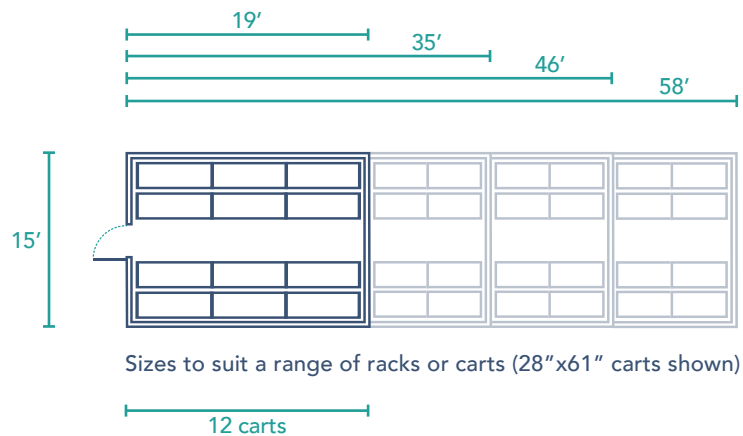 19’
35’
46’
58’
15’
Sizes to suit a range of racks or carts (28”x61” carts shown)
12 carts